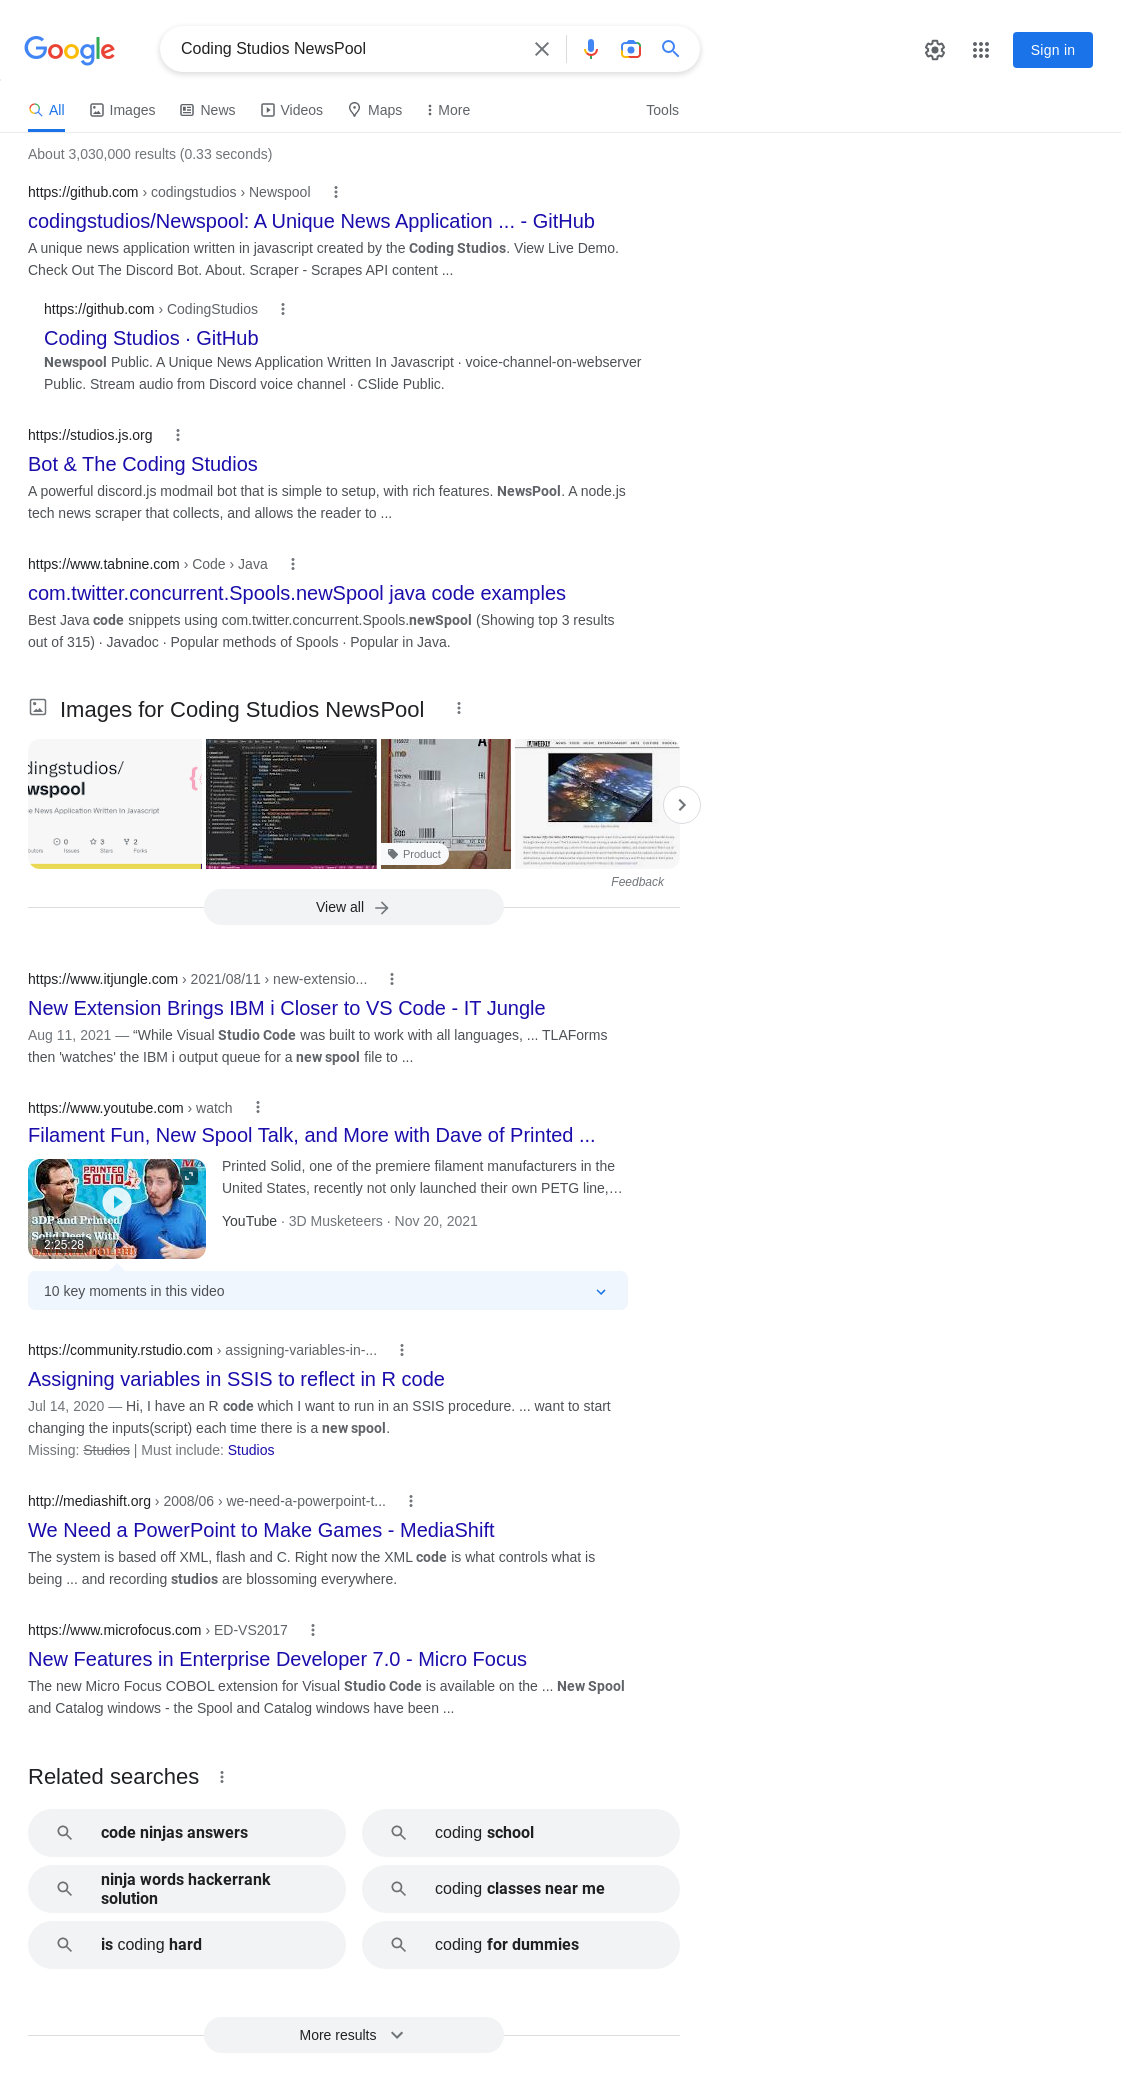 Google
Coding Studios NewsPool
Sign in
All
Images
News
Videos
Maps
More
Tools
About 3,030,000 results (0.33 seconds)
https://github.com › codingstudios › Newspool
codingstudios/Newspool: A Unique News Application ... - GitHub
A unique news application written in javascript created by the Coding Studios. View Live Demo.
Check Out The Discord Bot. About. Scraper - Scrapes API content ...
https://github.com › CodingStudios
Coding Studios · GitHub
Newspool Public. A Unique News Application Written In Javascript · voice-channel-on-webserver
Public. Stream audio from Discord voice channel · CSlide Public.
https://studios.js.org
Bot & The Coding Studios
A powerful discord.js modmail bot that is simple to setup, with rich features. NewsPool. A node.js
tech news scraper that collects, and allows the reader to ...
https://www.tabnine.com › Code › Java
com.twitter.concurrent.Spools.newSpool java code examples
Best Java code snippets using com.twitter.concurrent.Spools.newSpool (Showing top 3 results
out of 315) · Javadoc · Popular methods of Spools · Popular in Java.
Images for Coding Studios NewsPool
dingstudios/
wspool
e News Application Written In Javascript
0
3
2
Issues
Stars
Forks
Product
WEEKLY
Feedback
View all
https://www.itjungle.com › 2021/08/11 › new-extensio...
New Extension Brings IBM i Closer to VS Code - IT Jungle
Aug 11, 2021 — “While Visual Studio Code was built to work with all languages, ... TLAForms
then 'watches' the IBM i output queue for a new spool file to ...
https://www.youtube.com › watch
Filament Fun, New Spool Talk, and More with Dave of Printed ...
PRINTED
SOLID
3DP and Printed
Solid Deets With
2:25:28
Printed Solid, one of the premiere filament manufacturers in the
United States, recently not only launched their own PETG line,…
YouTube · 3D Musketeers · Nov 20, 2021
10 key moments in this video
https://community.rstudio.com › assigning-variables-in-...
Assigning variables in SSIS to reflect in R code
Jul 14, 2020 — Hi, I have an R code which I want to run in an SSIS procedure. ... want to start
changing the inputs(script) each time there is a new spool.
Missing: Studios | Must include: Studios
http://mediashift.org › 2008/06 › we-need-a-powerpoint-t...
We Need a PowerPoint to Make Games - MediaShift
The system is based off XML, flash and C. Right now the XML code is what controls what is
being ... and recording studios are blossoming everywhere.
https://www.microfocus.com › ED-VS2017
New Features in Enterprise Developer 7.0 - Micro Focus
The new Micro Focus COBOL extension for Visual Studio Code is available on the ... New Spool
and Catalog windows - the Spool and Catalog windows have been ...
Related searches
code ninjas answers
coding school
ninja words hackerrank
solution
coding classes near me
is coding hard
coding for dummies
More results